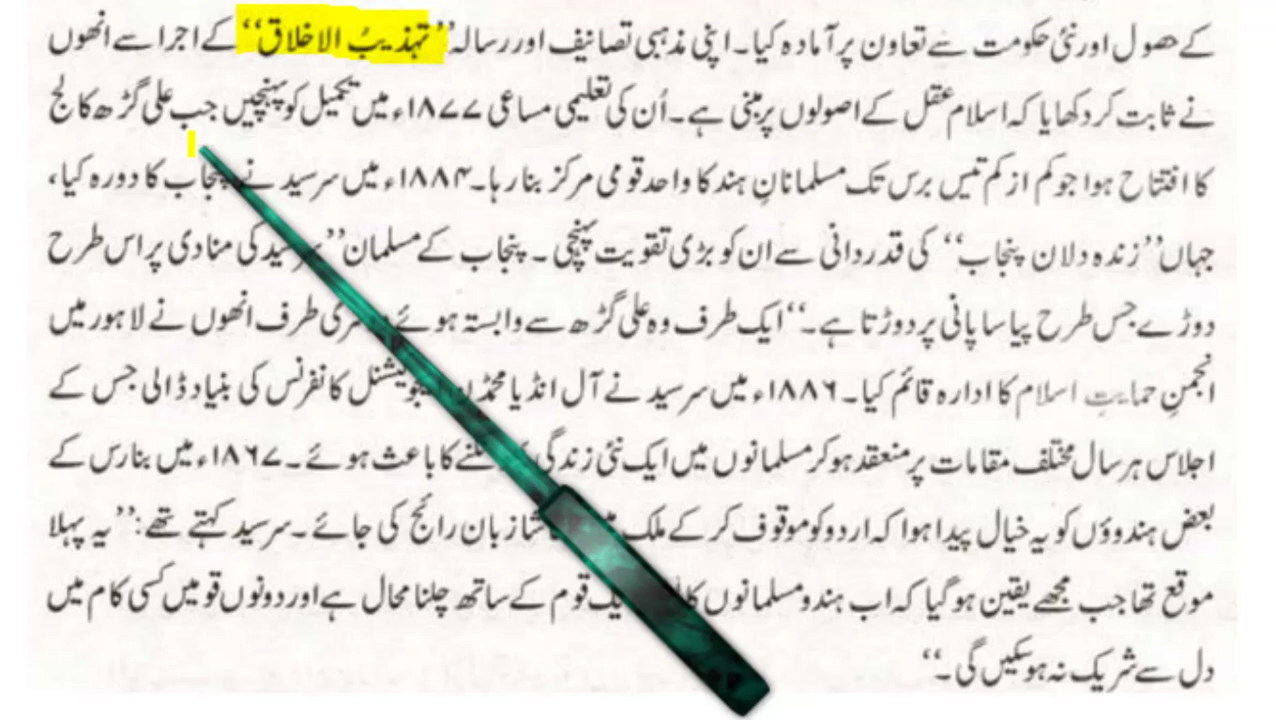 کے حصول اور نئی حکومت سے تعاون پر آمادہ کیا۔ اپنی مذہبی تصانیف اور رسالہ ’’تہذیبُ الاخلاق‘‘ کے اجرا سے انھوں
نے ثابت کر دکھایا کہ اسلام عقل کے اصولوں پر مبنی ہے۔ اُن کی تعلیمی مساعی ۱۸۷۷ء میں تکمیل کو پہنچیں جب علی گڑھ کالج
کا افتتاح ہوا جو کم از کم تیس برس تک مسلمانانِ ہند کا واحد قومی مرکز بنا رہا۔ ۱۸۸۴ء میں سرسید نے پنجاب کا دورہ کیا،
جہاں ’’زندہ دلان پنجاب‘‘ کی قدردانی سے ان کو بڑی تقویت پہنچی۔ پنجاب کے مسلمان ’’سرسید کی منادی پر اس طرح
دوڑے جس طرح پیاسا پانی پر دوڑتا ہے۔‘‘ ایک طرف وہ علی گڑھ سے وابستہ ہوئے طرف انھوں نے لاہور میں
انجمنِ حمایتِ اسلام کا ادارہ قائم کیا۔ ۱۸۸۶ء میں سرسید نے آل انڈیا محمڈن کانفرنس کی بنیاد ڈالی جس کے
اجلاس ہر سال مختلف مقامات پر منعقد ہو کر مسلمانوں میں ایک نئی زندگی کا باعث ہوئے۔ ۱۸۶۷ء میں بنارس کے
بعض ہندوؤں کو یہ خیال پیدا ہوا کہ اردو کو موقوف کر کے ملک زبان رائج کی جائے۔ سرسید کہتے تھے: ’’یہ پہلا
موقع تھا جب مجھے یقین ہو گیا کہ اب ہندو مسلمانوں کا قوم کے ساتھ چلنا محال ہے اور دونوں قومیں کسی کام میں
دل سے شریک نہ ہو سکیں گی۔‘‘